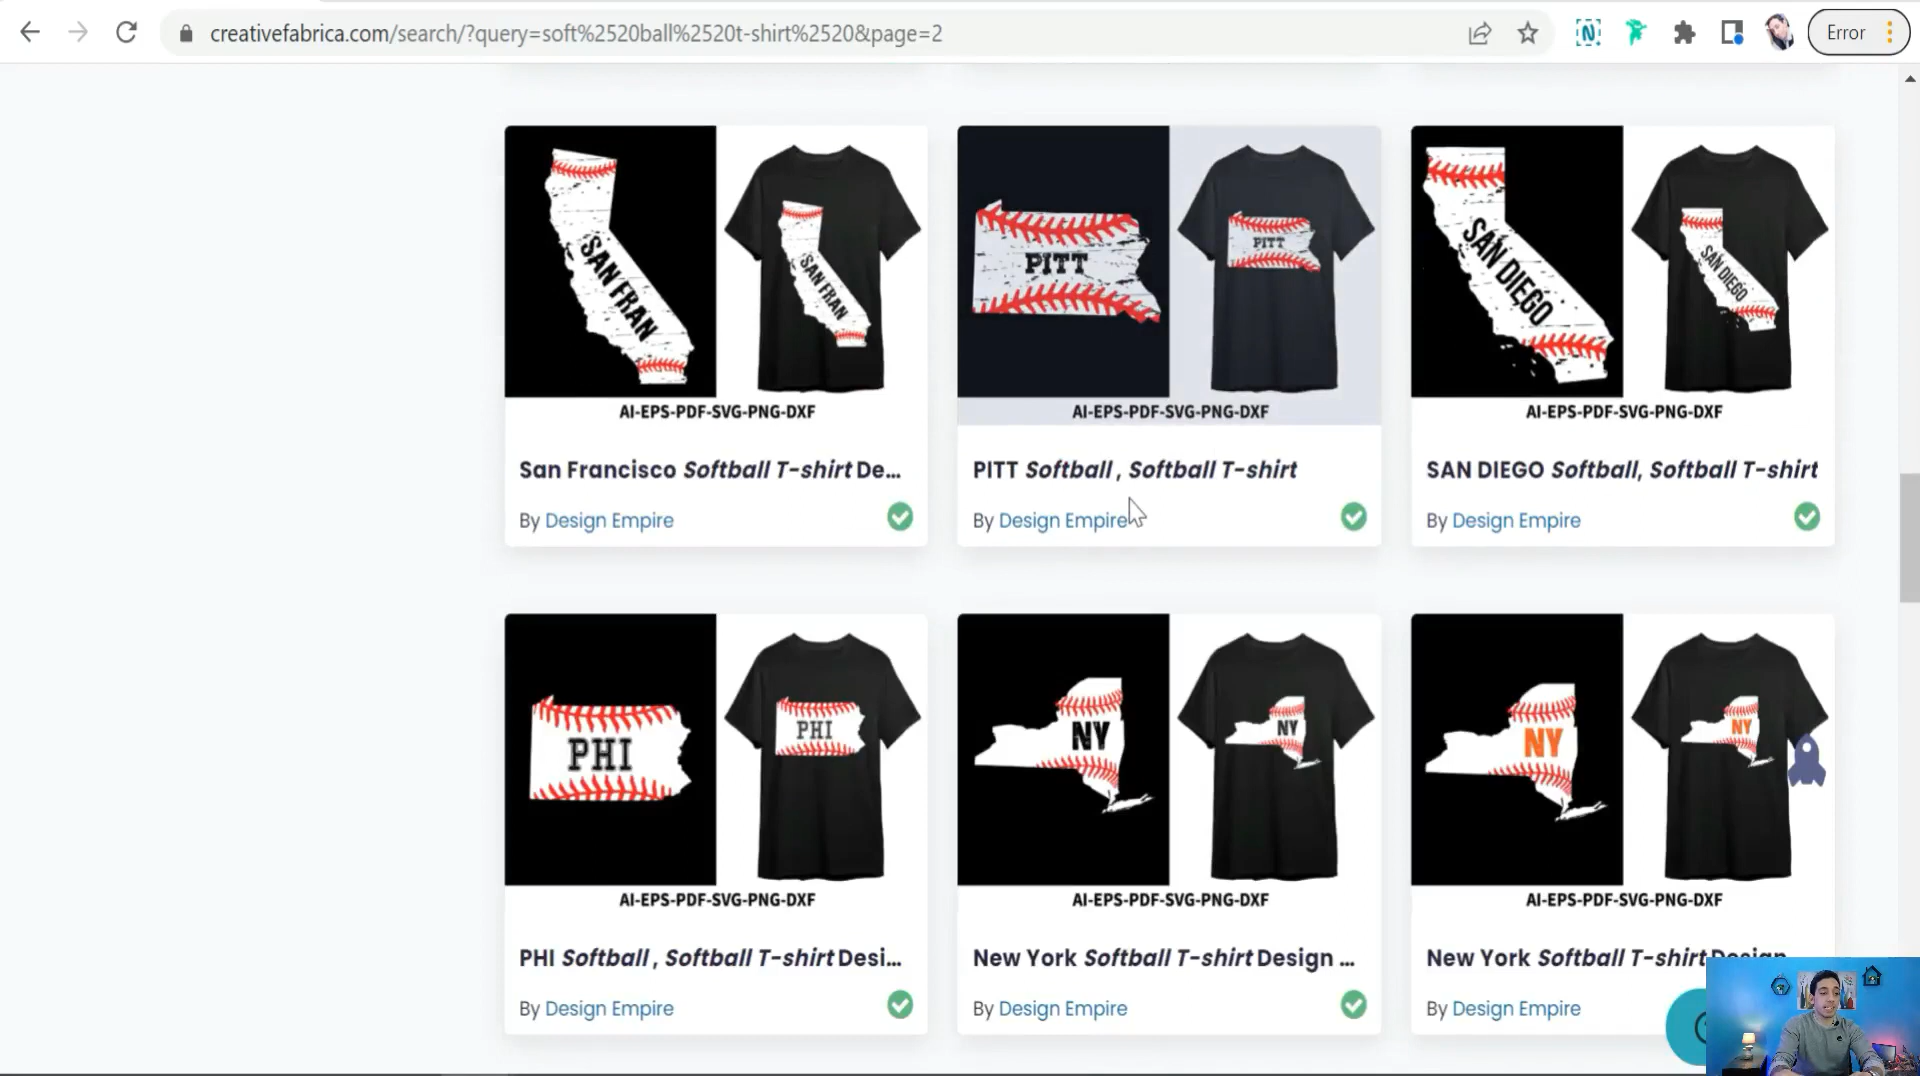 creativefabrica.com/search/?query=soft%2520ball%2520t-shirt%2520&page=2
N
Error
SAN FRAN
SAN FRAN
AI-EPS-PDF-SVG-PNG-DXF
San Francisco Softball T-shirt De...
By Design Empire
PITT
PITT
AI-EPS-PDF-SVG-PNG-DXF
PITT Softball , Softball T-shirt
By Design Empire
SAN DIEGO
SAN DIEGO
AI-EPS-PDF-SVG-PNG-DXF
SAN DIEGO Softball, Softball T-shirt
By Design Empire
PHI
PHI
AI-EPS-PDF-SVG-PNG-DXF
PHI Softball , Softball T-shirt Desi...
By Design Empire
NY
NY
AI-EPS-PDF-SVG-PNG-DXF
New York Softball T-shirt Design ...
By Design Empire
NY
NY
AI-EPS-PDF-SVG-PNG-DXF
New York Softball T-shirt Design
By Design Empire